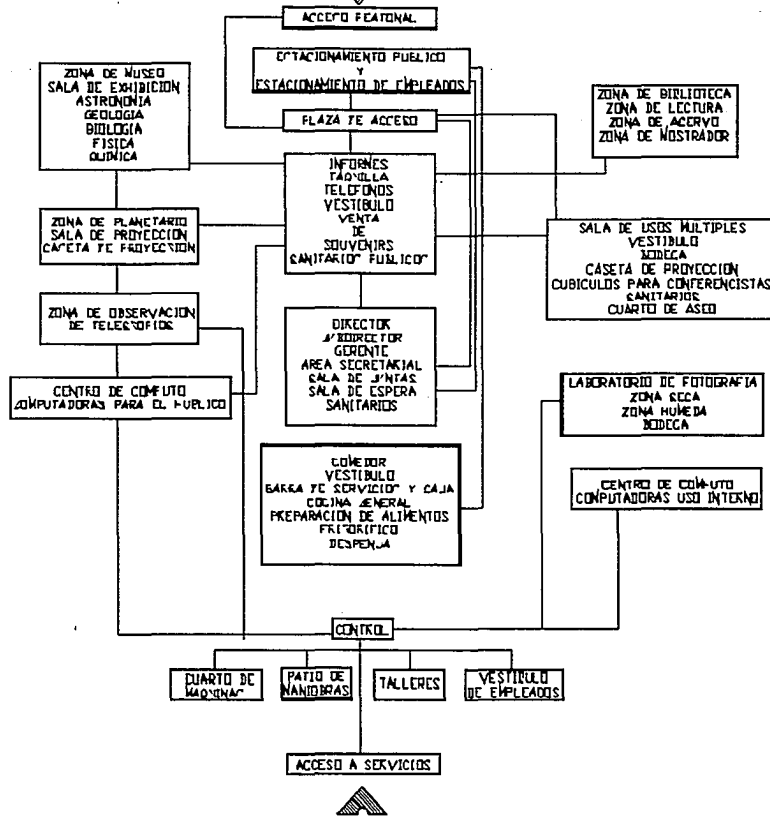 ACCESO PEATONAL
ESTACIONAMIENTO PUBLICO
Y
ESTACIONAMIENTO DE EMPLEADOS
PLAZA DE ACCESO
ZONA DE MUSEO
SALA DE EXHIBICION
ASTRONOMIA
GEOLOGIA
BIOLOGIA
FISICA
QUIMICA
ZONA DE BIBLIOTECA
ZONA DE LECTURA
ZONA DE ACERVO
ZONA DE MOSTRADOR
INFORMES
TAQUILLA
TELEFONOS
VESTIBULO
VENTA
DE
SOUVENIRS
SANITARIOS PUBLICOS
ZONA DE PLANETARIO
SALA DE PROYECCION
CASETA DE PROYECCION
SALA DE USOS MULTIPLES
VESTIBULO
BODEGA
CASETA DE PROYECCIÓN
CUBICULOS PARA CONFERENCISTAS
SANITARIOS
CUARTO DE ASEO
ZONA DE OBSERVACION
DE TELESCOPIOS
DIRECTOR
SUBDIRECTOR
GERENTE
AREA SECRETARIAL
SALA DE JUNTAS
SALA DE ESPERA
SANITARIOS
CENTRO DE COMPUTO
COMPUTADORAS PARA EL PUBLICO
LABORATORIO DE FOTOGRAFIA
ZONA SECA
ZONA HUMEDA
BODEGA
COMEDOR
VESTIBULO
BARRA DE SERVICIOS Y CAJA
COCINA GENERAL
PREPARACIÓN DE ALIMENTOS
FRIGORIFICO
DESPENSA
CENTRO DE COMPUTO
COMPUTADORAS USO INTERNO
CONTROL
CUARTO DE
MAQUINAS
PATIO DE
MANIOBRAS
TALLERES
VESTIBULO
DE EMPLEADOS
ACCESO A SERVICIOS